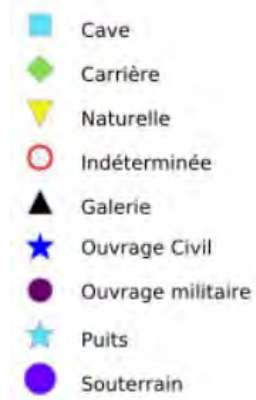 Cave
Carrière
Naturelle
Indéterminée
Galerie
Ouvrage Civil
Ouvrage militaire
Puits
Souterrain